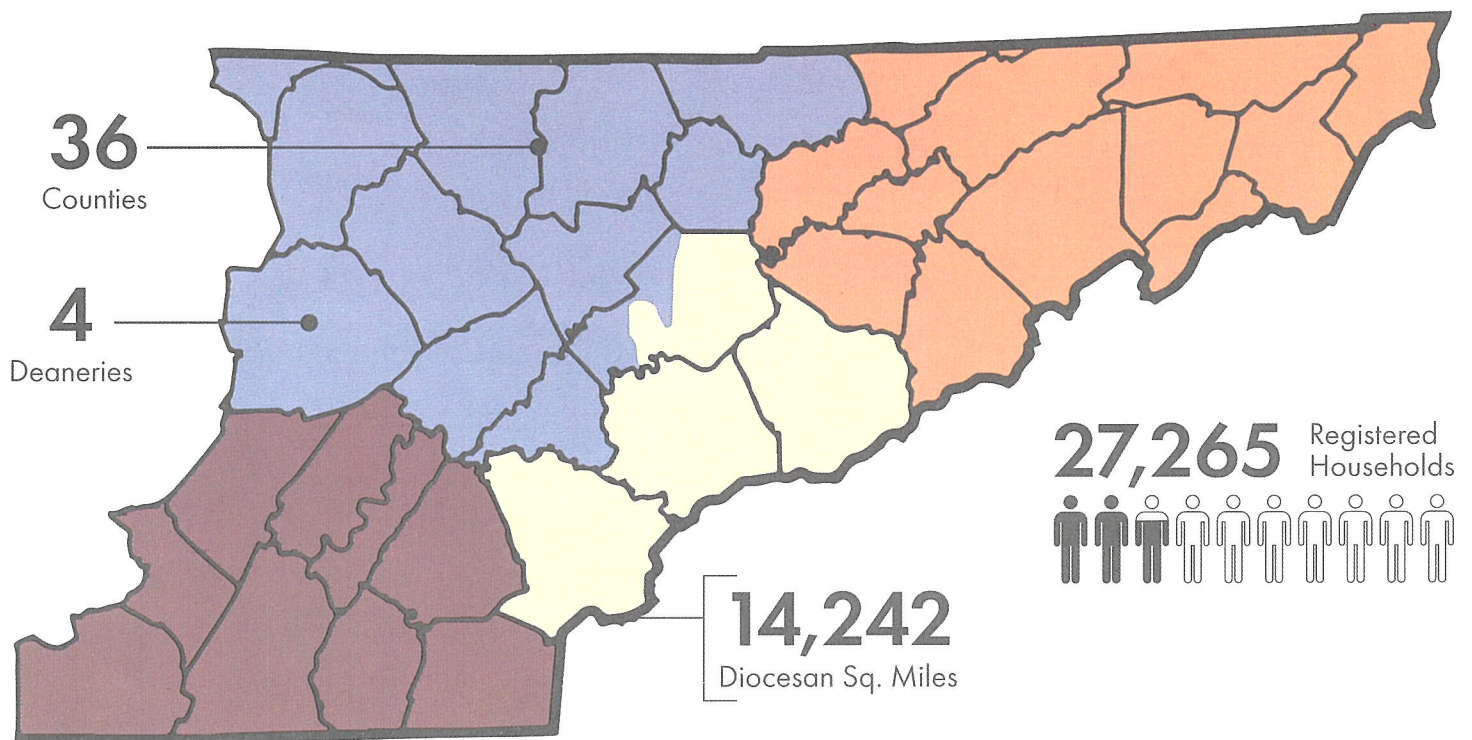 36
Counties
4
Deaneries
27,265
Registered
Households
14,242
Diocesan Sq. Miles